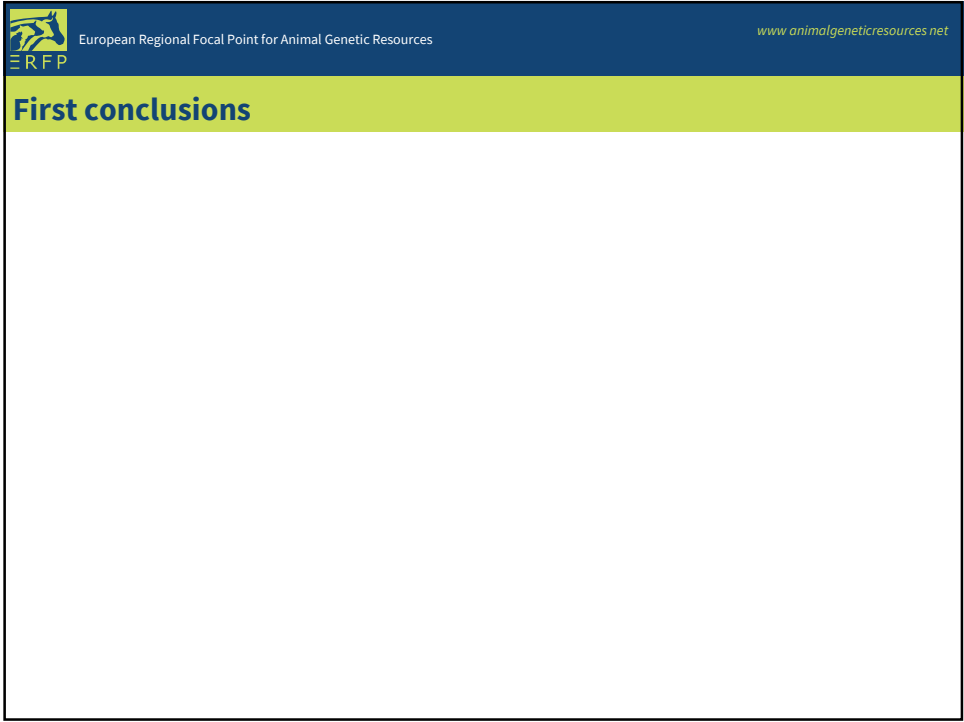 European Regional Focal Point for Animal Genetic Resources
www animalgeneticresources net
ERFP
First conclusions